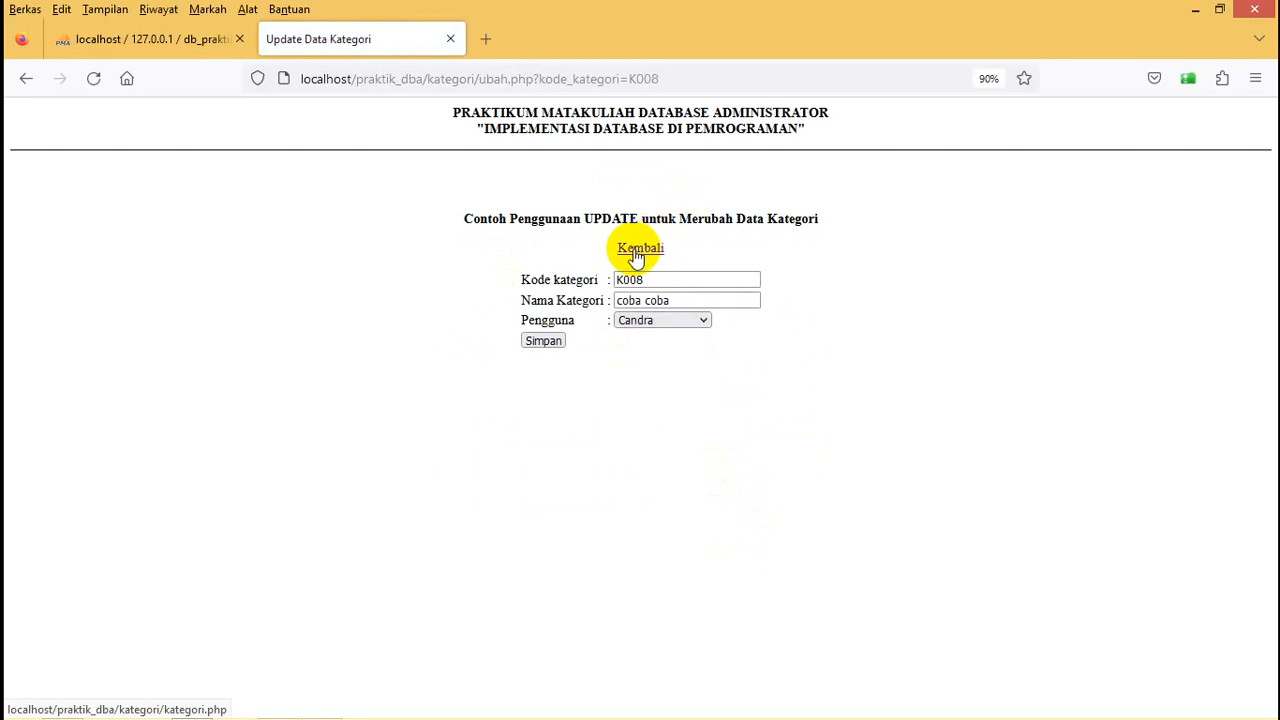 Berkas Edit Tampilan Riwayat Markah Alat Bantuan
PMA localhost / 127.0.0.1 / db_prakti
Update Data Kategori
localhost/praktik_dba/kategori/ubah.php?kode_kategori=K008
90%
PRAKTIKUM MATAKULIAH DATABASE ADMINISTRATOR
"IMPLEMENTASI DATABASE DI PEMROGRAMAN"
Contoh Penggunaan UPDATE untuk Merubah Data Kategori
Kembali
Kode kategori : K008
Nama Kategori : coba coba
Pengguna : Candra
Simpan
localhost/praktik_dba/kategori/kategori.php